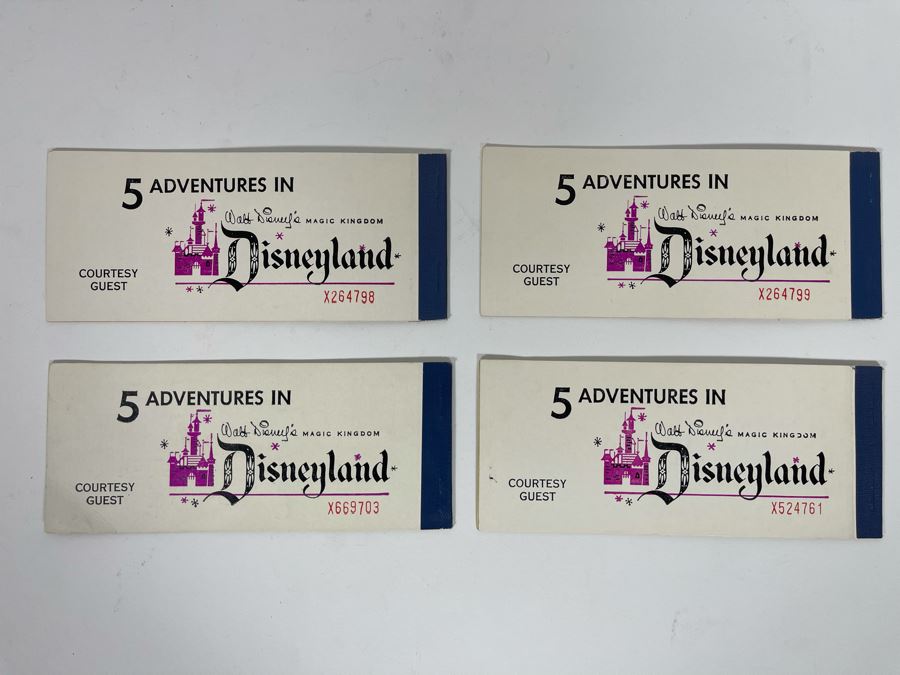 5 ADVENTURES IN
Walt Disney's MAGIC KINGDOM
Disneyland
COURTESY
GUEST
X264798
5 ADVENTURES IN
Walt Disney's MAGIC KINGDOM
Disneyland
COURTESY
GUEST
X264799
5 ADVENTURES IN
Walt Disney's MAGIC KINGDOM
Disneyland
COURTESY
GUEST
X669703
5 ADVENTURES IN
Walt Disney's MAGIC KINGDOM
Disneyland
COURTESY
GUEST
X524761